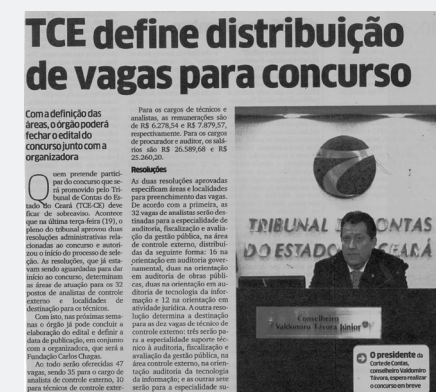 TCE define distribuição
de vagas para concurso
Com a definição das
áreas, o órgão poderá
fechar o edital do
concurso junto com a
organizadora
Quem pretende partici-
par do concurso que se-
rá promovido pelo Tri-
bunal de Contas do Es-
tado do Ceará (TCE-CE) deve
ficar de sobreaviso. Acontece
que na última terça-feira (19), o
pleno do tribunal aprovou duas
resoluções administrativas rela-
cionadas ao concurso e autori-
zou o início do processo de sele-
ção. As resoluções, que já esta-
vam sendo aguardadas para dar
início ao concurso, determinam
as áreas de atuação para os 32
postos de analistas de controle
externo e localidades de
destinação para os técnicos.
Com isto, nas próximas sema-
nas o órgão já pode concluir a
elaboração do edital e definir a
data de publicação, em conjunto
com a organizadora, que será a
Fundação Carlos Chagas.
Ao todo serão oferecidas 47
vagas, sendo 35 para o cargo de
analista de controle externo, 10
para técnicos de controle exter-
Para os cargos de técnicos e
analistas, as remunerações são
de R$ 6.278,54 e R$ 7.879,57,
respectivamente. Para os cargos
de procurador e auditor, os salá-
rios são R$ 26.589,68 e R$
25.260,20.
Resoluções
As duas resoluções aprovadas
especificam áreas e localidades
para preenchimento das vagas.
De acordo com a primeira, as
32 vagas de analistas serão des-
tinadas para a especialidade de
auditoria, fiscalização e avalia-
ção da gestão pública, na área
de controle externo, distribuí-
das da seguinte forma: 16 na
orientação em auditoria gover-
namental, duas na orientação
em auditoria de obras públi-
cas, duas na orientação em au-
ditoria de tecnologia da infor-
mação e 12 na orientação em
atividade jurídica. A outra reso-
lução determina a destinação
para as dez vagas de técnico de
controle externo: três serão pa-
ra a especialidade suporte téc-
nico à auditoria, fiscalização e
avaliação da gestão pública, na
área controle externo, na orien-
tação auditoria da tecnologia
da informação; e as outras sete
serão para a especialidade su-
TRIBUNAL DE CONTAS
DO ESTADO CEARÁ
Conselheiro
Valdomiro Távora Júnior
O presidente da
Corte de Contas,
conselheiro Valdomiro
Távora, espera realizar
o concurso em breve